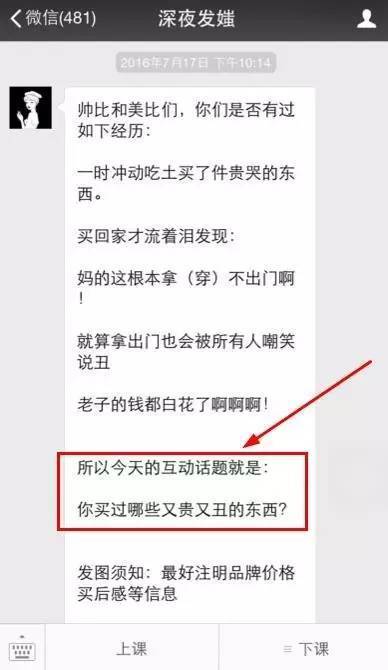 微信(481)
深夜发媸
2016年7月17日 下午10:14
帅比和美比们，你们是否有过
如下经历：
一时冲动吃土买了件贵哭的东
西。
买回家才流着泪发现：
妈的这根本拿（穿）不出门啊
！
就算拿出门也会被所有人嘲笑
说丑
老子的钱都白花了啊啊啊！
所以今天的互动话题就是：
你买过哪些又贵又丑的东西？
发图须知：最好注明品牌价格
买后感等信息
上课
下课